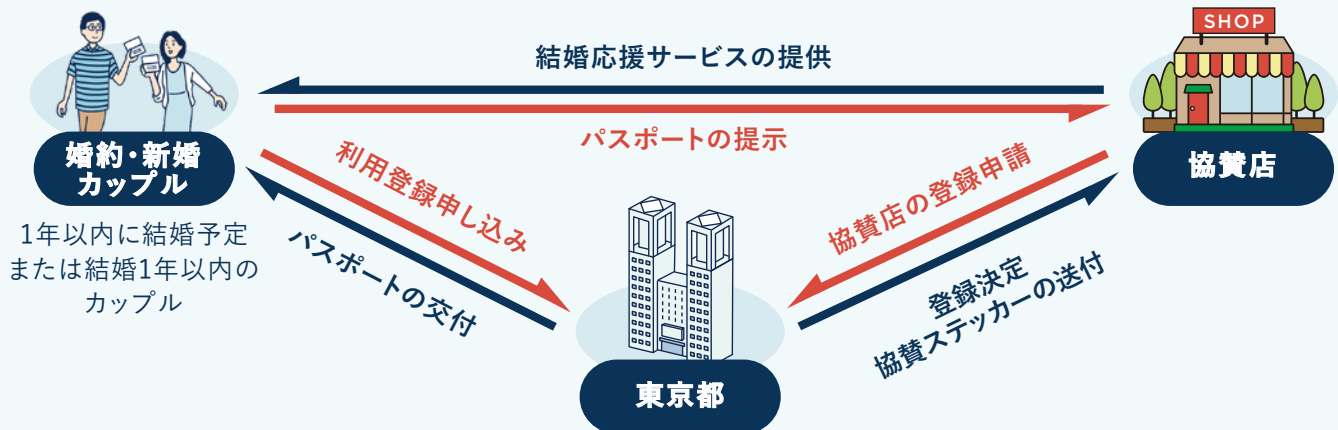 SHOP
結婚応援サービスの提供
パスポートの提示
婚約・新婚
カップル
1年以内に結婚予定
または結婚1年以内の
カップル
協賛店
利用登録申し込み
パスポートの交付
協賛店の登録申請
登録決定
協賛ステッカーの送付
東京都